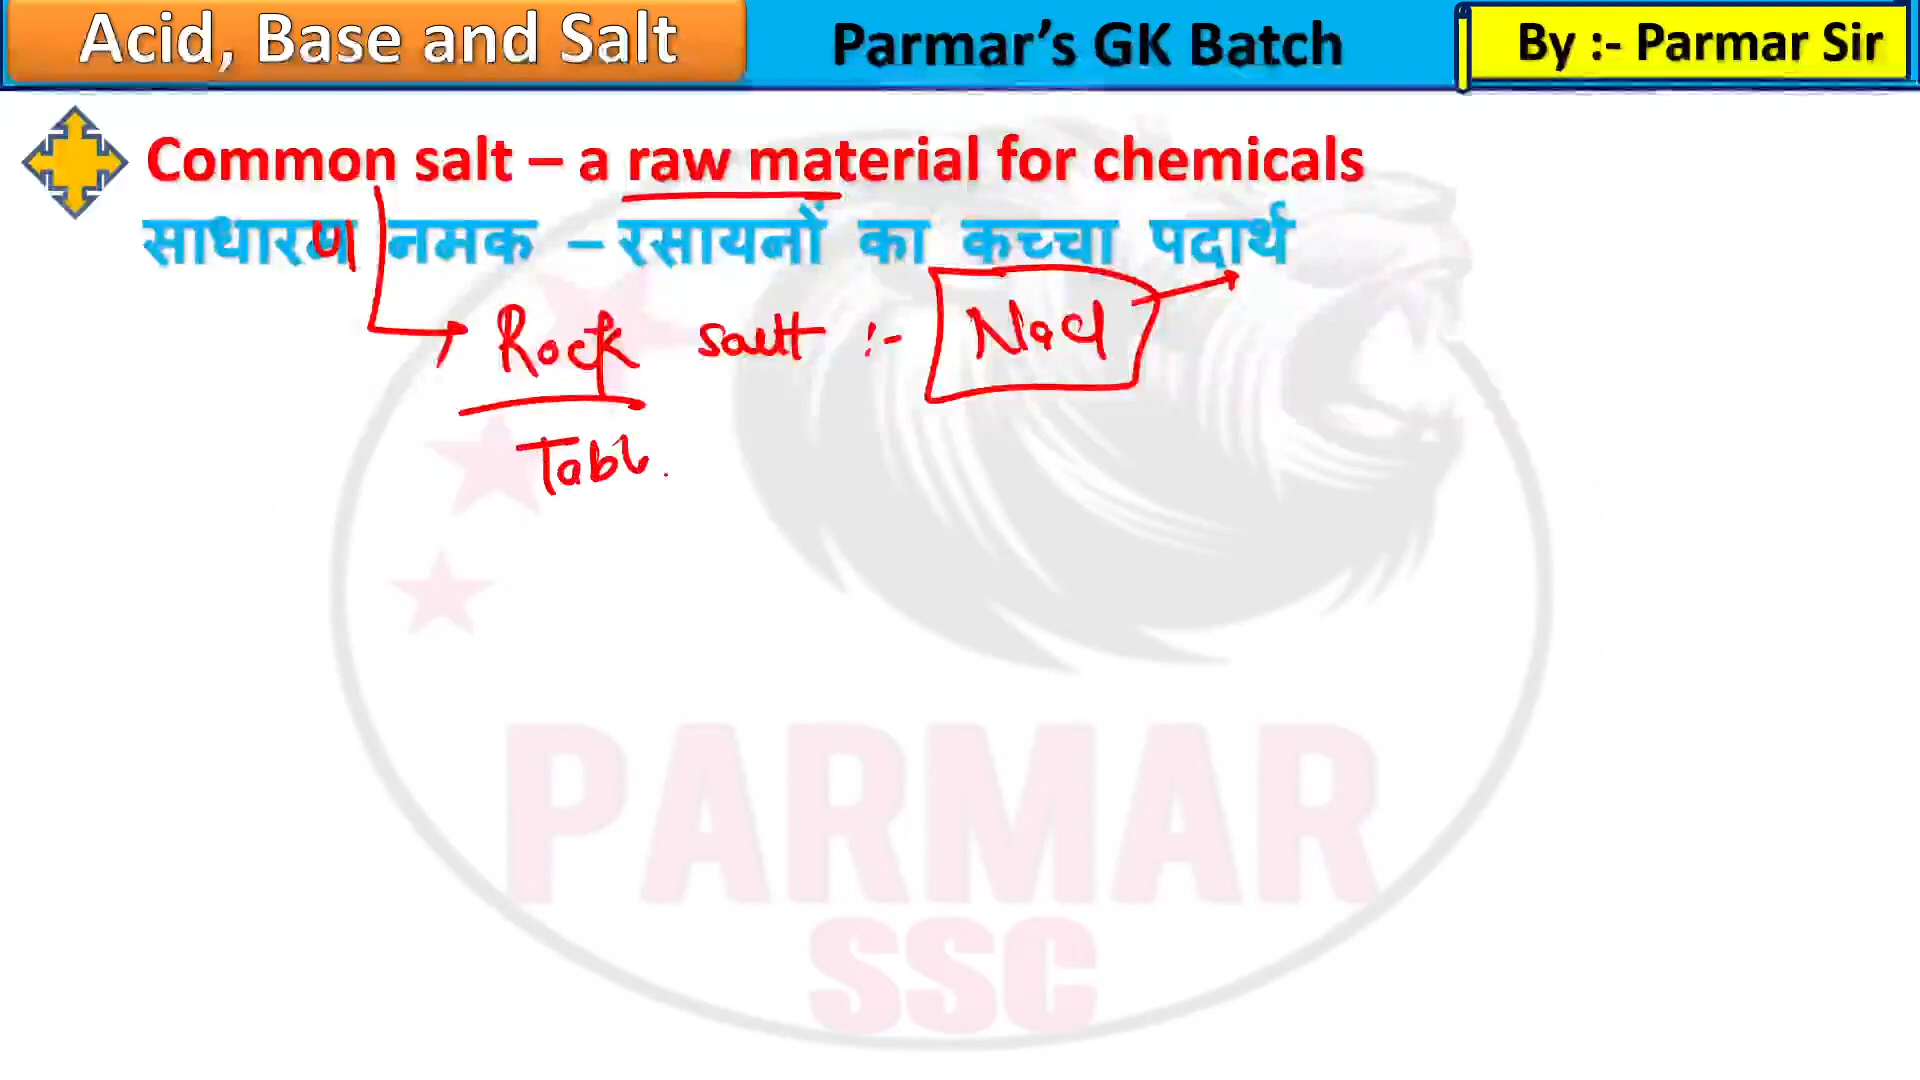 Acid, Base and Salt
Parmar's GK Batch
By :- Parmar Sir
Common salt – a raw material for chemicals
साधारण नमक – रसायनों का कच्चा पदार्थ
Rock salt :- NaCl
Table
PARMAR
SSC